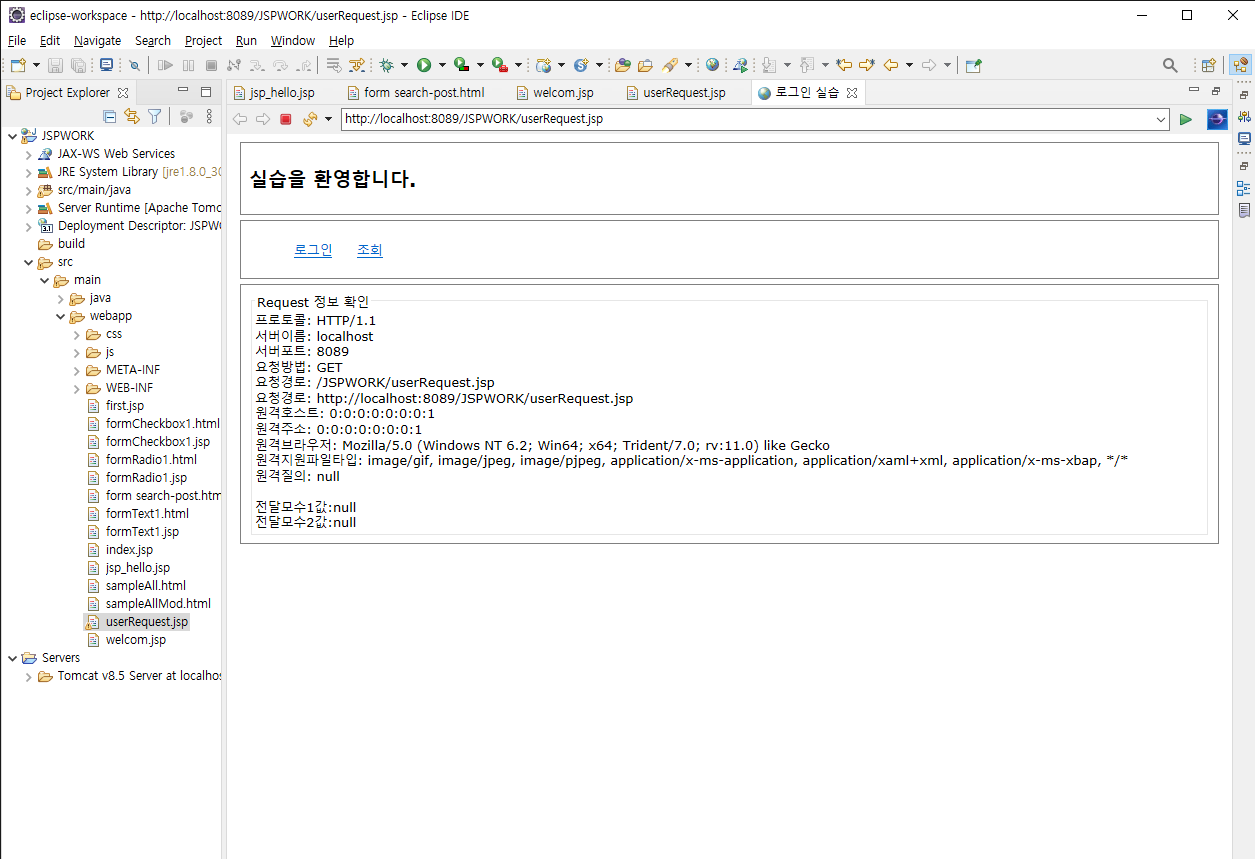 eclipse-workspace - http://localhost:8089/JSPWORK/userRequest.jsp - Eclipse IDE
File Edit Navigate Search Project Run Window Help
Project Explorer
jsp_hello.jsp form search-post.html welcom.jsp userRequest.jsp 로그인 실습
http://localhost:8089/JSPWORK/userRequest.jsp
JSPWORK
JAX-WS Web Services
JRE System Library [jre1.8.0_30
src/main/java
Server Runtime [Apache Tomc
Deployment Descriptor: JSPW
build
src
main
java
webapp
css
js
META-INF
WEB-INF
first.jsp
formCheckbox1.html
formCheckbox1.jsp
formRadio1.html
formRadio1.jsp
form search-post.htm
formText1.html
formText1.jsp
index.jsp
jsp_hello.jsp
sampleAll.html
sampleAllMod.html
userRequest.jsp
welcom.jsp
Servers
Tomcat v8.5 Server at localhos
실습을 환영합니다.
로그인 조회
Request 정보 확인
프로토콜: HTTP/1.1
서버이름: localhost
서버포트: 8089
요청방법: GET
요청경로: /JSPWORK/userRequest.jsp
요청경로: http://localhost:8089/JSPWORK/userRequest.jsp
원격호스트: 0:0:0:0:0:0:0:1
원격주소: 0:0:0:0:0:0:0:1
원격브라우저: Mozilla/5.0 (Windows NT 6.2; Win64; x64; Trident/7.0; rv:11.0) like Gecko
원격지원파일타입: image/gif, image/jpeg, image/pjpeg, application/x-ms-application, application/xaml+xml, application/x-ms-xbap, */*
원격질의: null
전달모수1값:null
전달모수2값:null